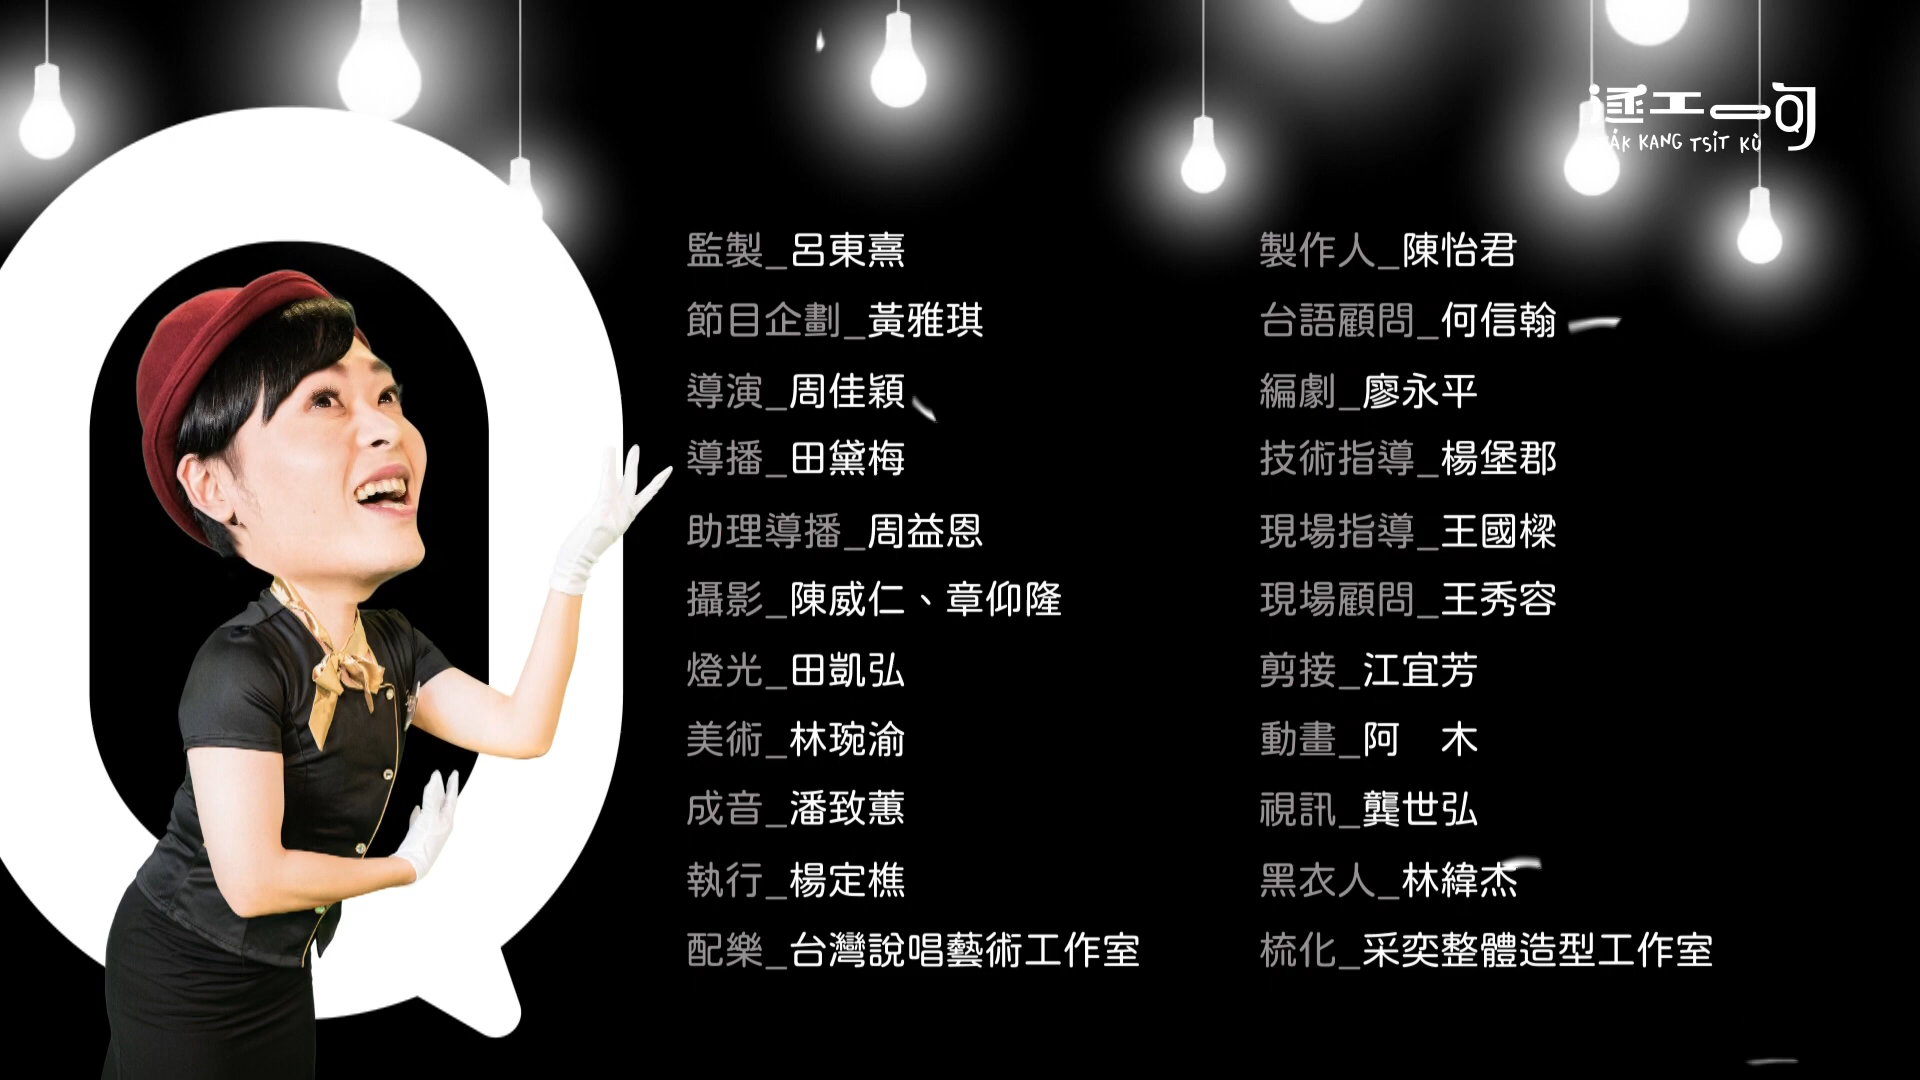 逐工一句
TSIT KÙ
KANG
監製_呂東熹
節目企劃_黃雅琪
導演_周佳穎
導播_田黛梅
助理導播_周益恩
攝影_陳威仁、章仰隆
燈光_田凱弘
美術_林琬渝
成音_潘致蕙
執行_楊定樵
配樂_台灣說唱藝術工作室
製作人_陳怡君
台語顧問_何信翰
編劇_廖永平
技術指導_楊堡郡
現場指導_王國樑
現場顧問_王秀容
剪接_江宜芳
動畫_阿　木
視訊_龔世弘
黑衣人_林緯杰
梳化_采奕整體造型工作室